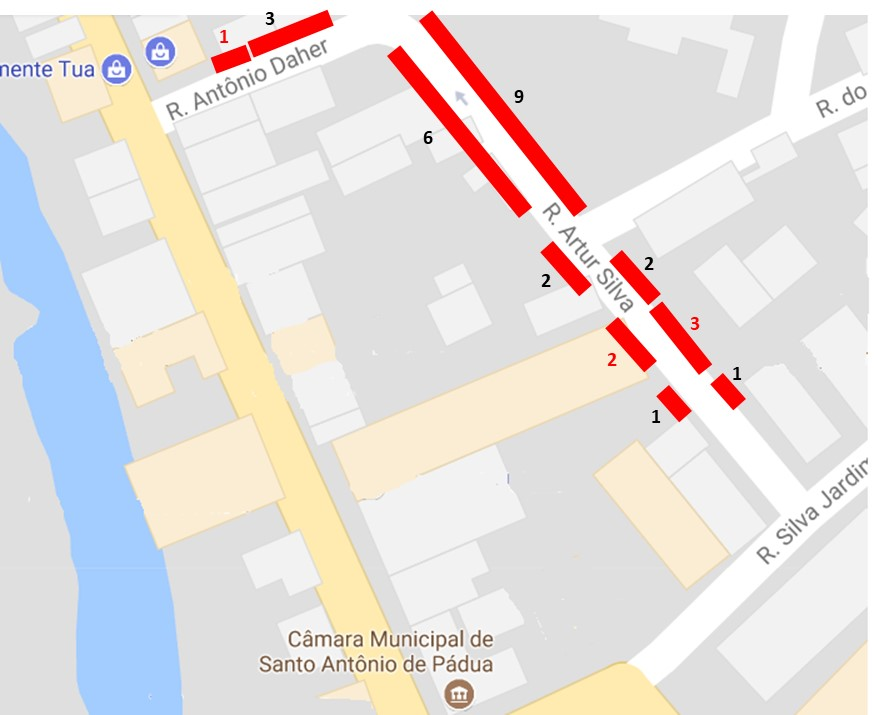 3
1
mente Tua
R. Antônio Daher
9
6
R. do
R. Artur Silva
2
2
3
2
1
1
R. Silva Jardim
Câmara Municipal de
Santo Antônio de Pádua